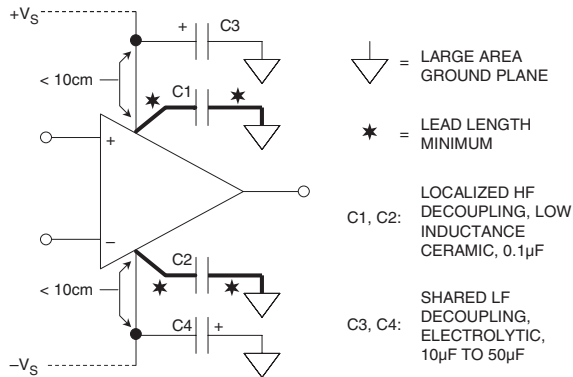 +VS
+ C3
< 10cm
C1
+
–
C2
< 10cm
C4 +
–VS
= LARGE AREA
GROUND PLANE
= LEAD LENGTH
MINIMUM
C1, C2: LOCALIZED HF
DECOUPLING, LOW
INDUCTANCE
CERAMIC, 0.1µF
C3, C4: SHARED LF
DECOUPLING,
ELECTROLYTIC,
10µF TO 50µF